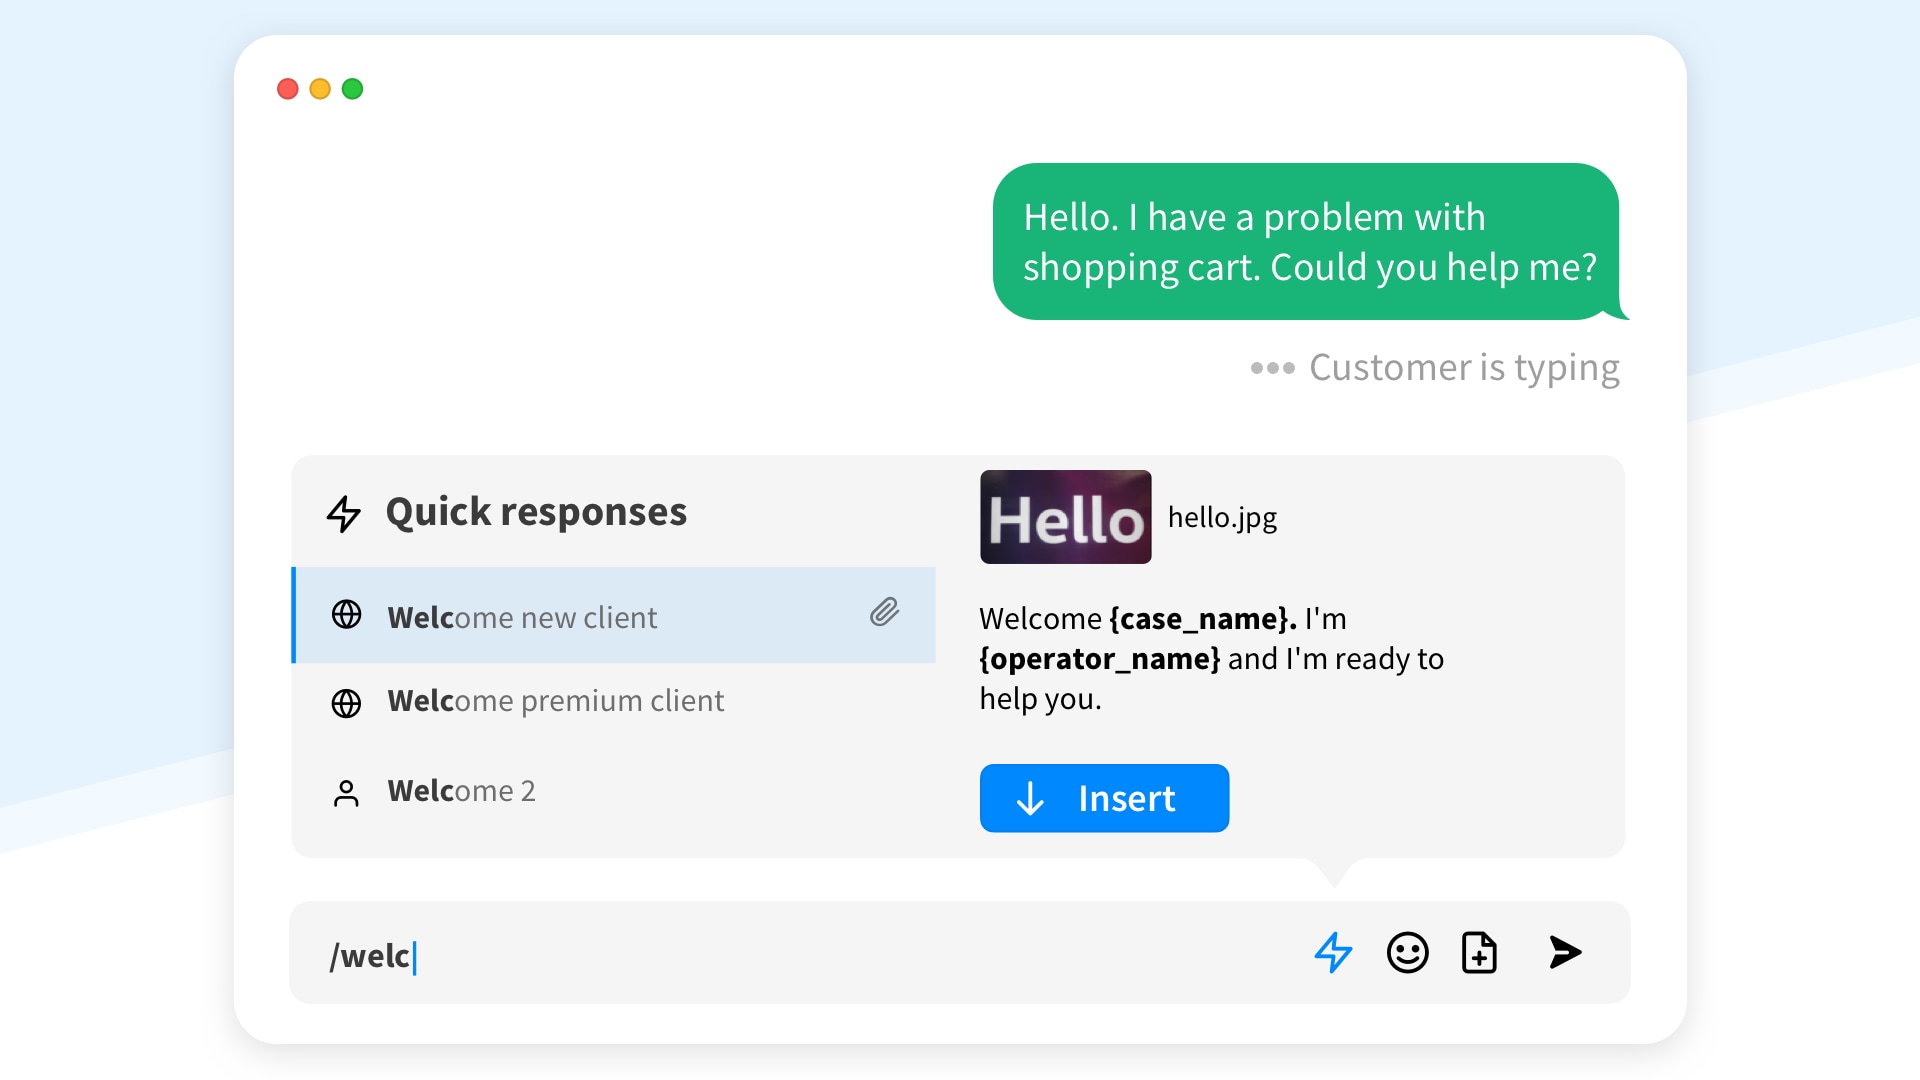 Hello. I have a problem with
shopping cart. Could you help me?
Customer is typing
Quick responses
Welcome new client
Welcome premium client
Welcome 2
Hello
hello.jpg
Welcome {case_name}. I'm
{operator_name} and I'm ready to
help you.
Insert
/welc